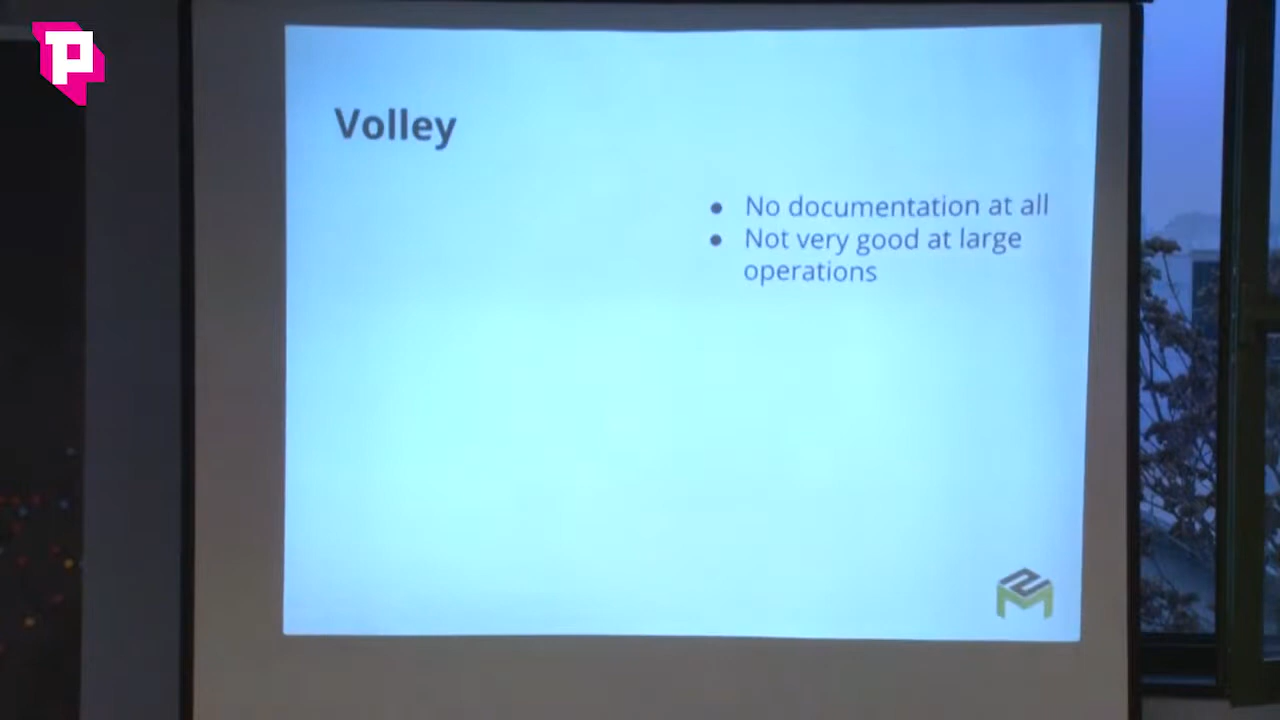 Volley
● No documentation at all
● Not very good at large
operations